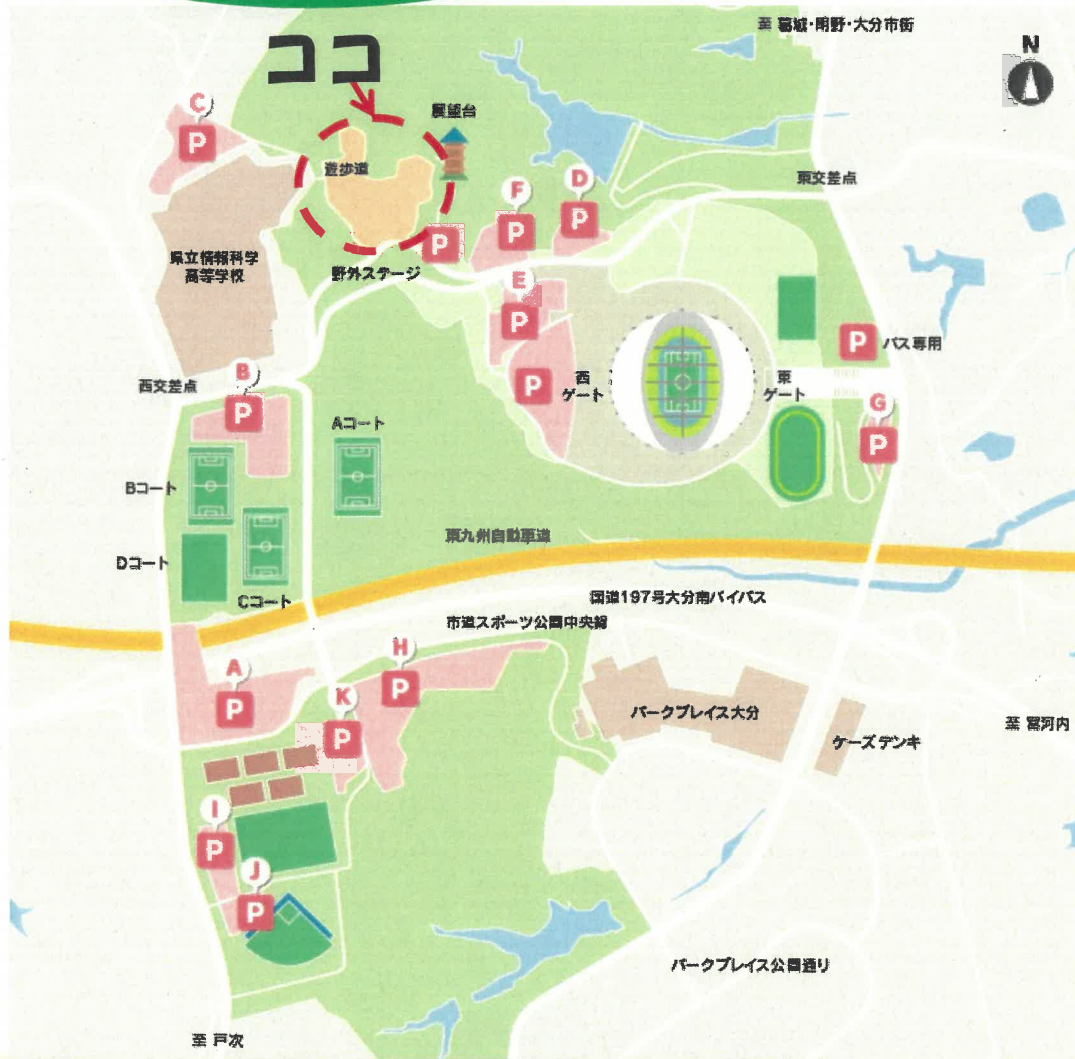 至 葛城・明野・大分市街
N
ココ
C
P
展望台
遊歩道
F
P
D
P
東交差点
P
県立情報科学
高等学校
野外ステージ
E
P
P
バス専用
西
ゲート
東
ゲート
P
西交差点
B
P
G
P
Aコート
Bコート
東九州自動車道
Dコート
Cコート
国道197号大分南バイパス
市道スポーツ公園中央線
A
P
H
P
K
P
パークプレイス大分
至 宮河内
ケーズデンキ
I
P
J
P
パークプレイス公園通り
至 戸次